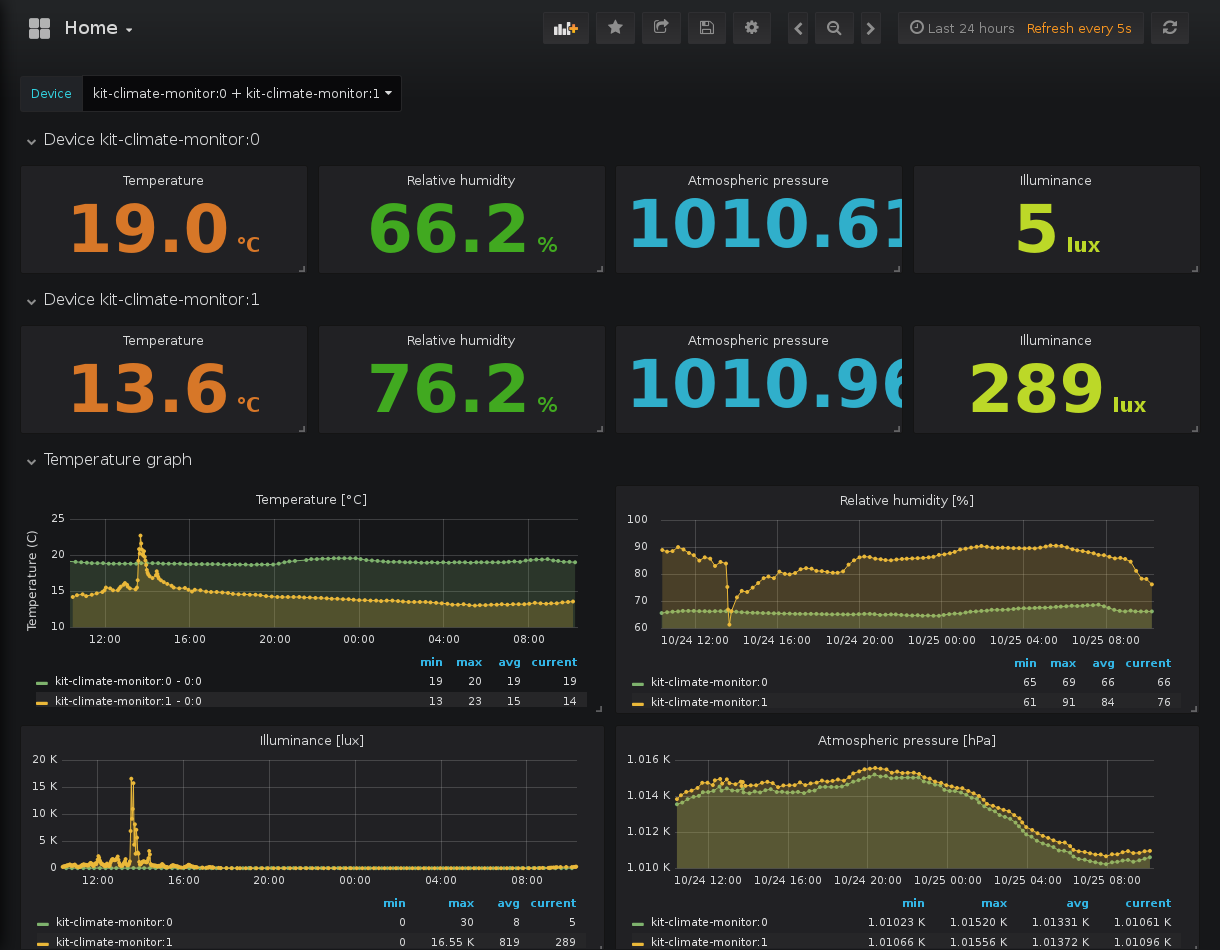 Home
Last 24 hours Refresh every 5s
Device kit-climate-monitor:0 + kit-climate-monitor:1
Device kit-climate-monitor:0
Temperature Relative humidity Atmospheric pressure Illuminance
19.0 °C 66.2 % 1010.61 5 lux
Device kit-climate-monitor:1
Temperature Relative humidity Atmospheric pressure Illuminance
13.6 °C 76.2 % 1010.96 289 lux
Temperature graph
Temperature [°C]
Temperature (C)
25
20
15
10
12:00 16:00 20:00 00:00 04:00 08:00
min max avg current
kit-climate-monitor:0 - 0:0 19 20 19 19
kit-climate-monitor:1 - 0:0 13 23 15 14
Relative humidity [%]
100
90
80
70
60
10/24 12:00 10/24 16:00 10/24 20:00 10/25 00:00 10/25 04:00 10/25 08:00
min max avg current
kit-climate-monitor:0 65 69 66 66
kit-climate-monitor:1 61 91 84 76
Illuminance [lux]
20 K
15 K
10 K
5 K
0
12:00 16:00 20:00 00:00 04:00 08:00
min max avg current
kit-climate-monitor:0 0 30 8 5
kit-climate-monitor:1 0 16.55 K 819 289
Atmospheric pressure [hPa]
1.016 K
1.014 K
1.012 K
1.010 K
10/24 12:00 10/24 16:00 10/24 20:00 10/25 00:00 10/25 04:00 10/25 08:00
min max avg current
kit-climate-monitor:0 1.01023 K 1.01520 K 1.01331 K 1.01061 K
kit-climate-monitor:1 1.01066 K 1.01556 K 1.01372 K 1.01096 K